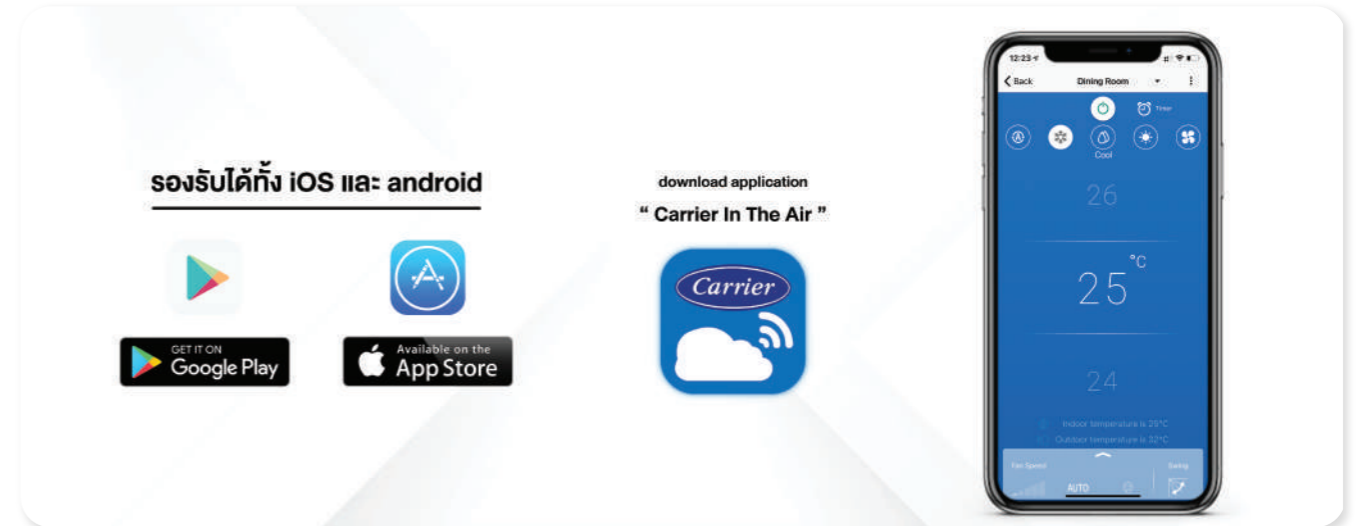 รองรับได้ทั้ง iOS และ android
GET IT ON
Google Play
Available on the
App Store
download application
“ Carrier In The Air ”
Carrier
12:23
Back
Dining Room
Timer
Cool
26
25 °C
24
Indoor temperature is 25°C
Outdoor temperature is 32°C
Fan Speed
Swing
AUTO